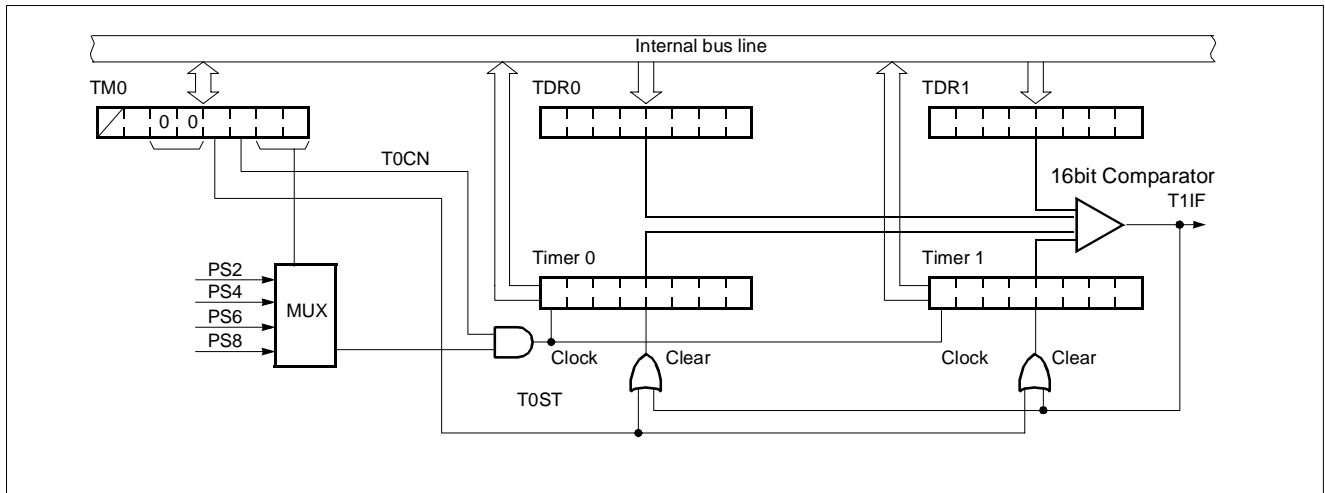 Internal bus line
TM0
TDR0
TDR1
0 0
T0CN
16bit Comparator
T1IF
Timer 0
Timer 1
PS2
PS4
PS6
PS8
MUX
Clock
Clear
Clock
Clear
T0ST